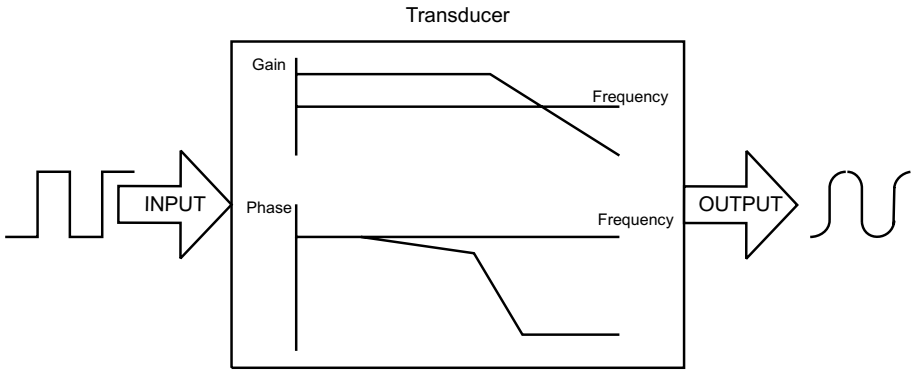 Transducer
Gain
Frequency
INPUT
OUTPUT
Phase
Frequency